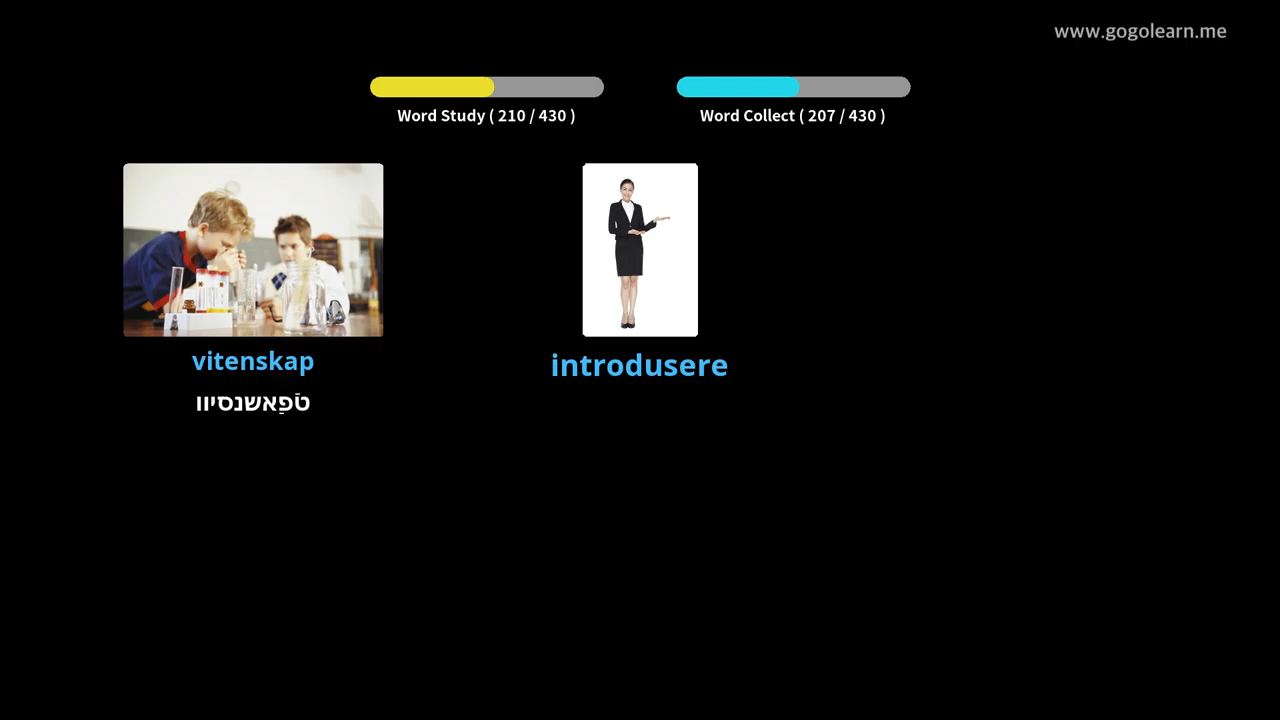 www.gogolearn.me
Word Study ( 210 / 430 )
Word Collect ( 207 / 430 )
vitenskap
טֿפַאשנסיוו
introdusere